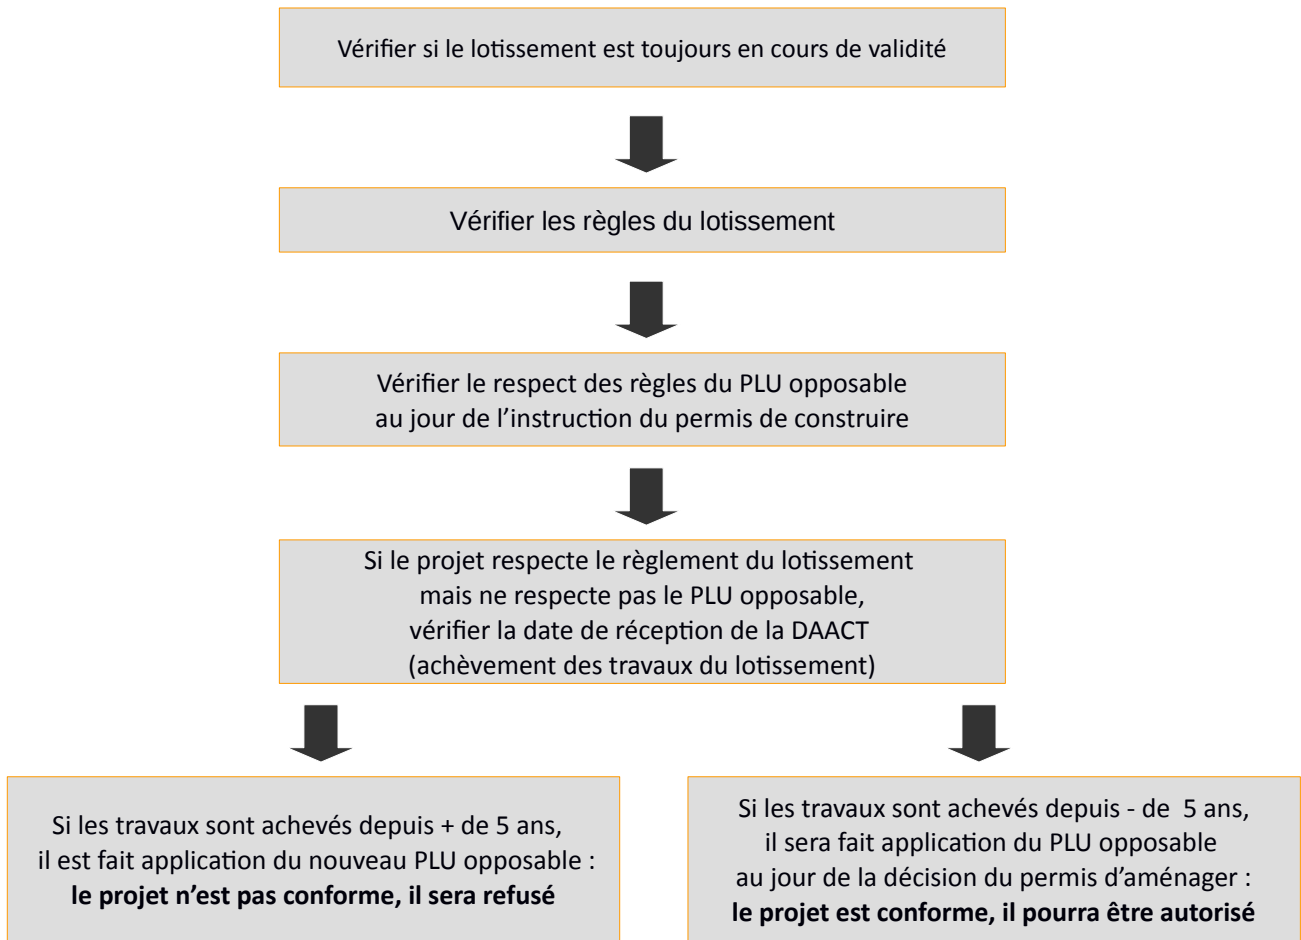 Vérifier si le lotissement est toujours en cours de validité
Vérifier les règles du lotissement
Vérifier le respect des règles du PLU opposable
au jour de l'instruction du permis de construire
Si le projet respecte le règlement du lotissement
mais ne respecte pas le PLU opposable,
vérifier la date de réception de la DAACT
(achèvement des travaux du lotissement)
Si les travaux sont achevés depuis + de 5 ans,
il est fait application du nouveau PLU opposable :
le projet n'est pas conforme, il sera refusé
Si les travaux sont achevés depuis - de 5 ans,
il sera fait application du PLU opposable
au jour de la décision du permis d'aménager :
le projet est conforme, il pourra être autorisé